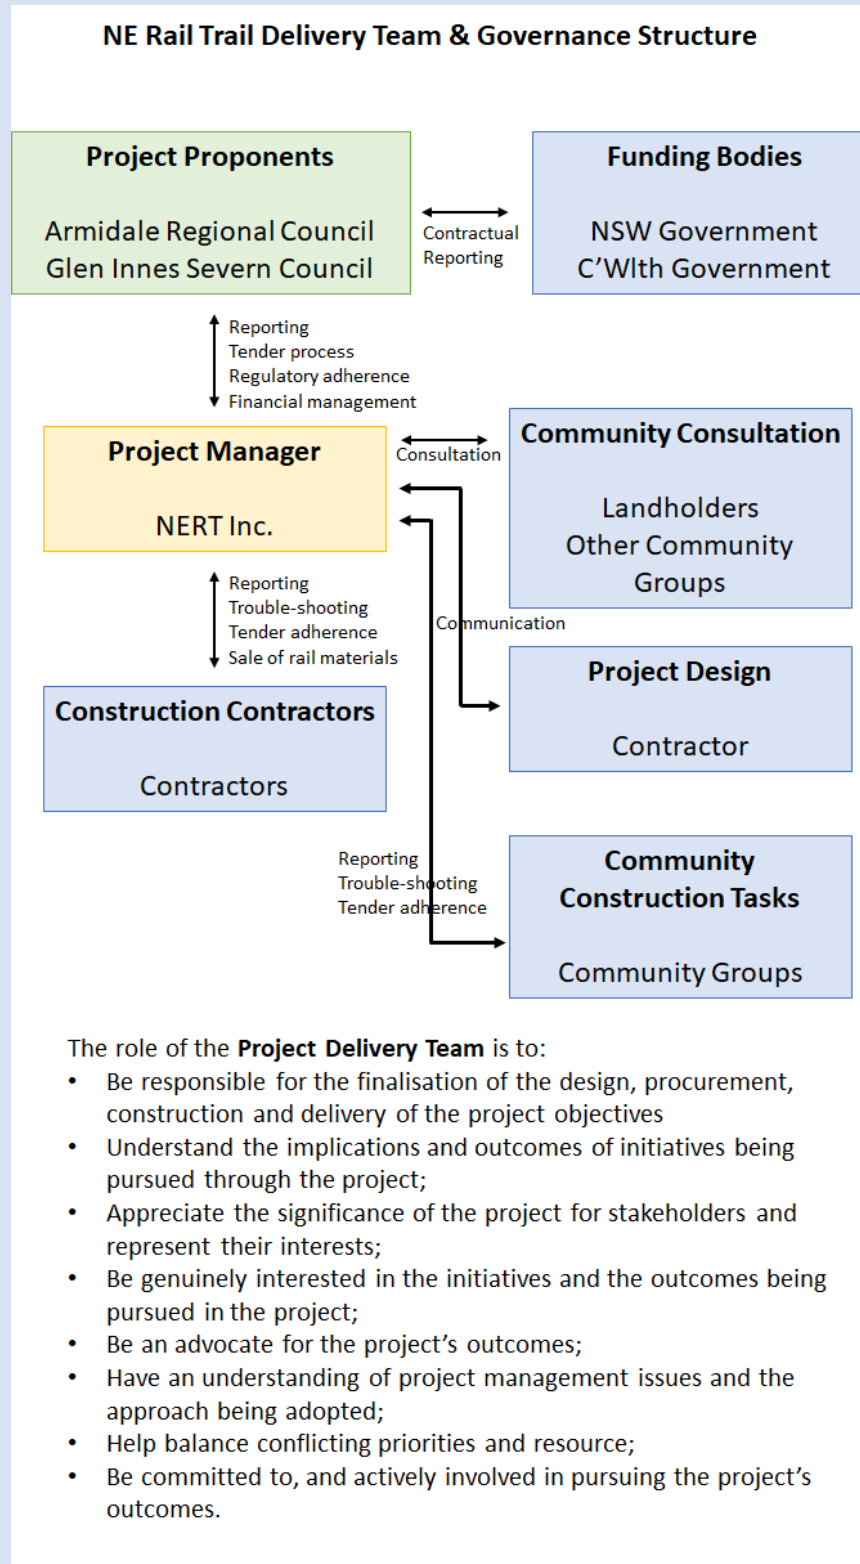 NE Rail Trail Delivery Team & Governance Structure
Project Proponents
Armidale Regional Council
Glen Innes Severn Council
Contractual
Reporting
Funding Bodies
NSW Government
C'Wlth Government
Reporting
Tender process
Regulatory adherence
Financial management
Project Manager
NERT Inc.
Consultation
Community Consultation
Landholders
Other Community
Groups
Reporting
Trouble-shooting
Tender adherence
Sale of rail materials
Communication
Project Design
Contractor
Construction Contractors
Contractors
Reporting
Trouble-shooting
Tender adherence
Community
Construction Tasks
Community Groups
The role of the Project Delivery Team is to:
• Be responsible for the finalisation of the design, procurement,
construction and delivery of the project objectives
• Understand the implications and outcomes of initiatives being
pursued through the project;
• Appreciate the significance of the project for stakeholders and
represent their interests;
• Be genuinely interested in the initiatives and the outcomes being
pursued in the project;
• Be an advocate for the project's outcomes;
• Have an understanding of project management issues and the
approach being adopted;
• Help balance conflicting priorities and resource;
• Be committed to, and actively involved in pursuing the project's
outcomes.